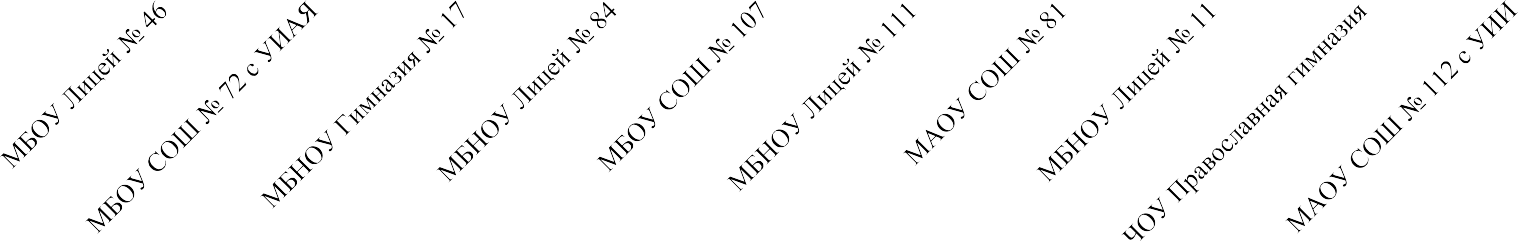 МБОУ Лицей № 46
МБОУ СОШ № 72 с УИАЯ
МБНОУ Гимназия № 17
МБНОУ Лицей № 84
МБОУ СОШ № 107
МБНОУ Лицей № 111
МАОУ СОШ № 81
МБНОУ Лицей № 11
ЧОУ Православная гимназия
МАОУ СОШ № 112 с УИИ